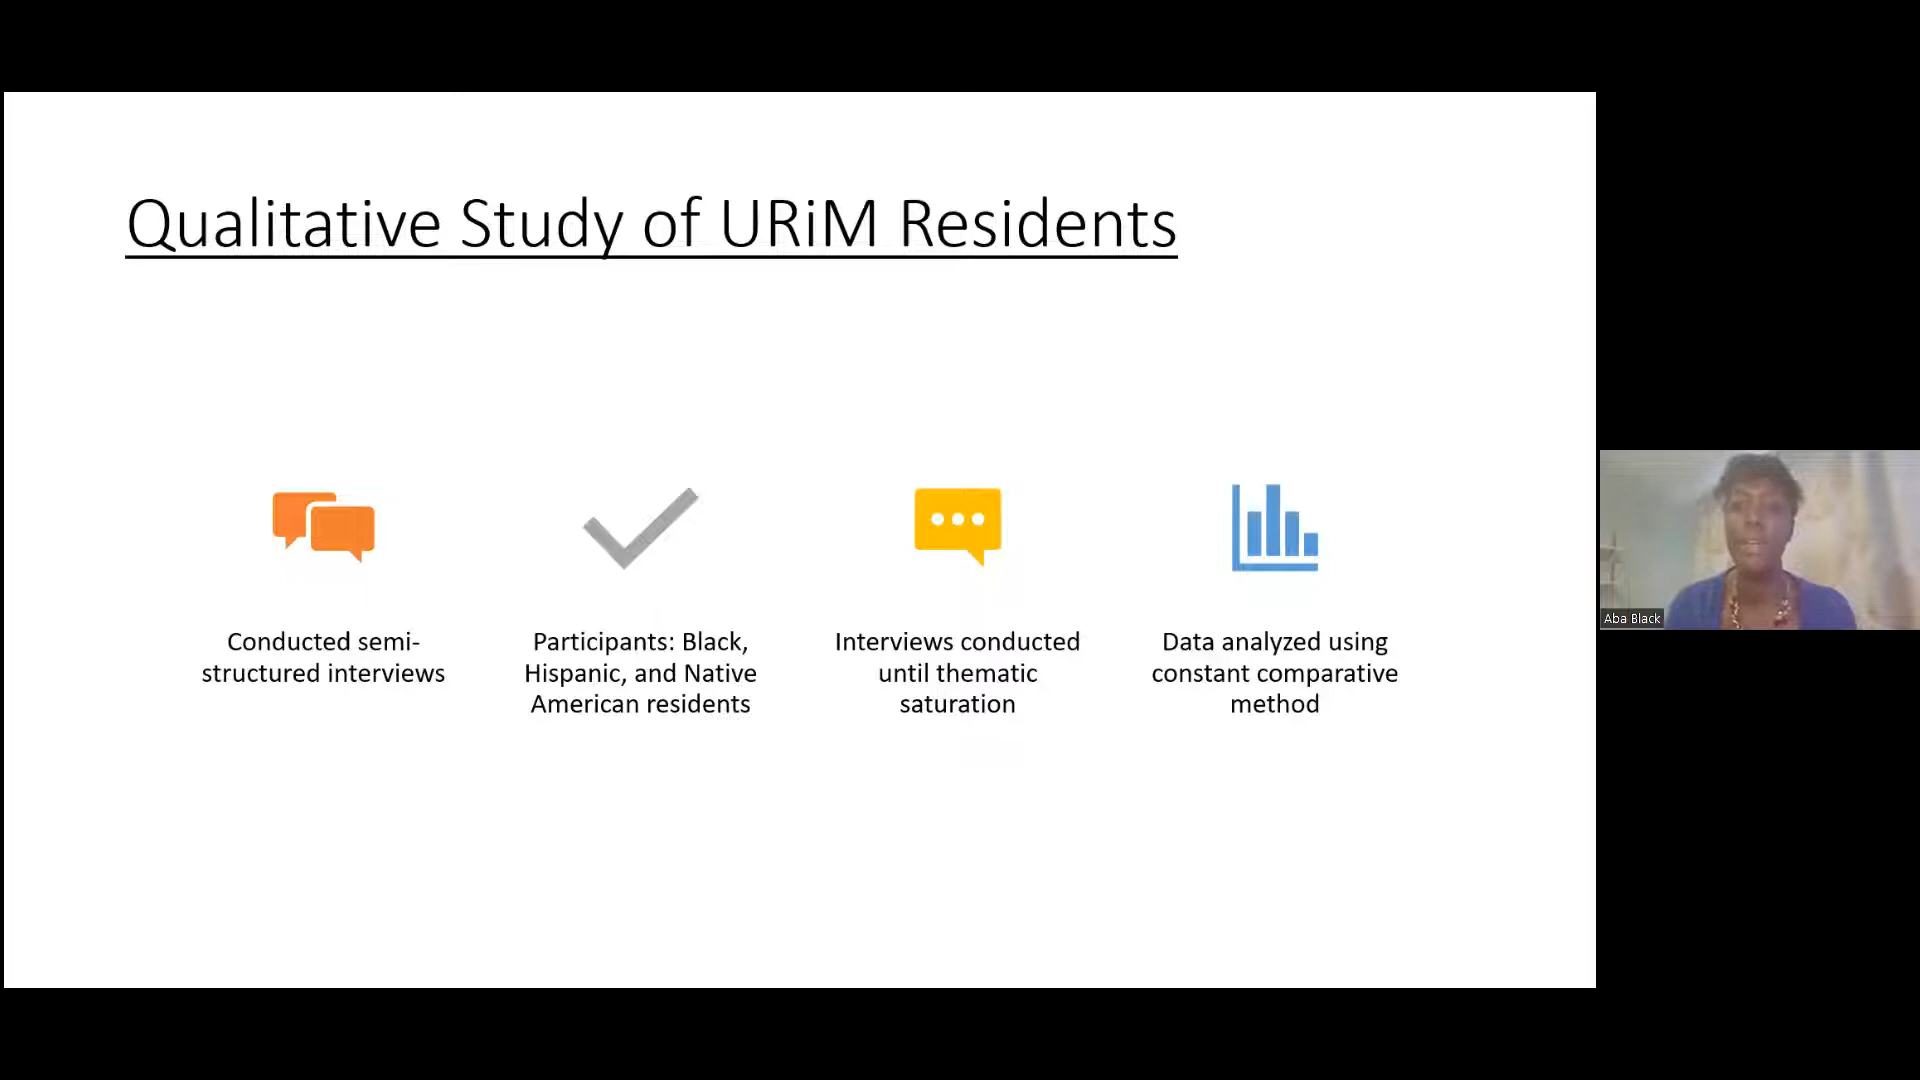 Qualitative Study of URiM Residents
Conducted semi-
structured interviews
Participants: Black,
Hispanic, and Native
American residents
Interviews conducted
until thematic
saturation
Data analyzed using
constant comparative
method
Aba Black